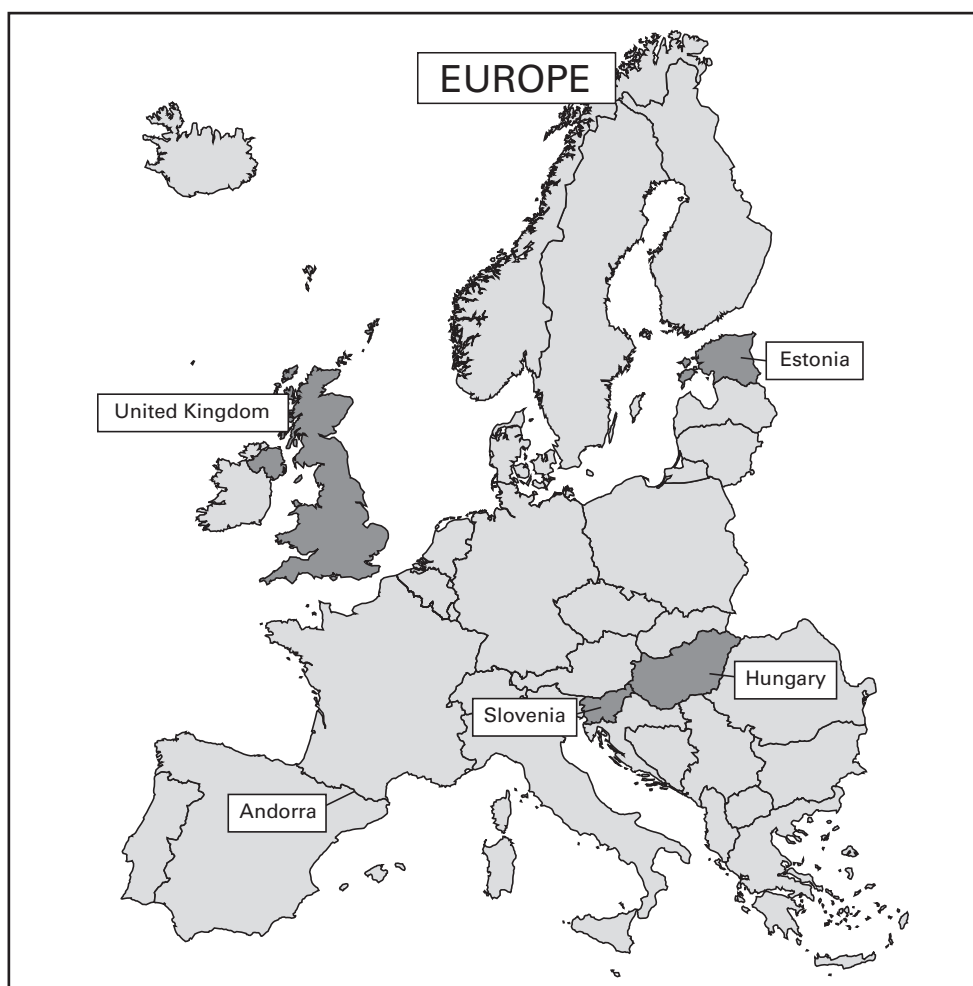 EUROPE
Estonia
United Kingdom
Hungary
Slovenia
Andorra